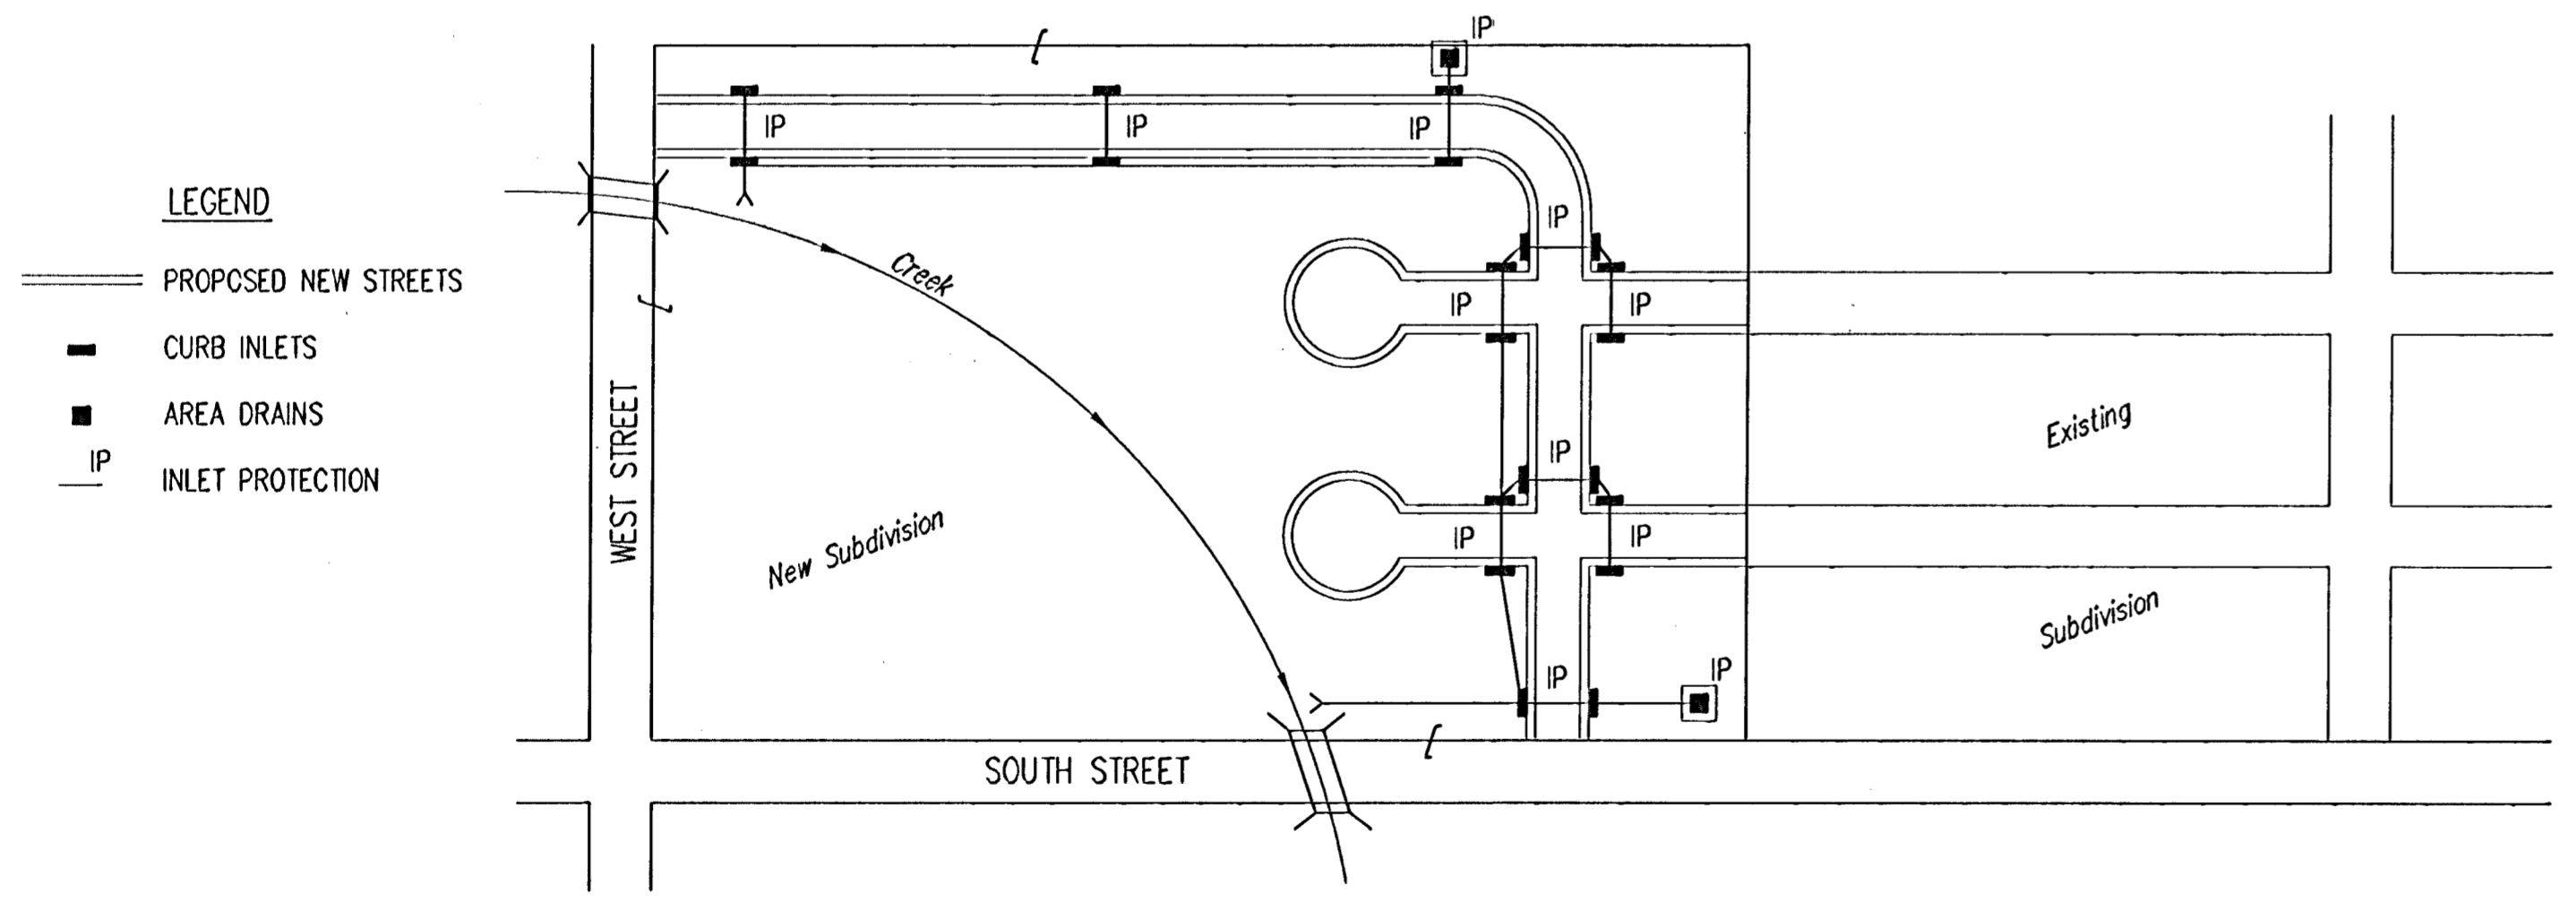 IP
IP
IP
IP
LEGEND
IP
PROPOSED NEW STREETS
Creek
IP
IP
CURB INLETS
AREA DRAINS
Existing
IP
IP
INLET PROTECTION
WEST STREET
New Subdivision
IP
IP
Subdivision
IP
IP
SOUTH STREET